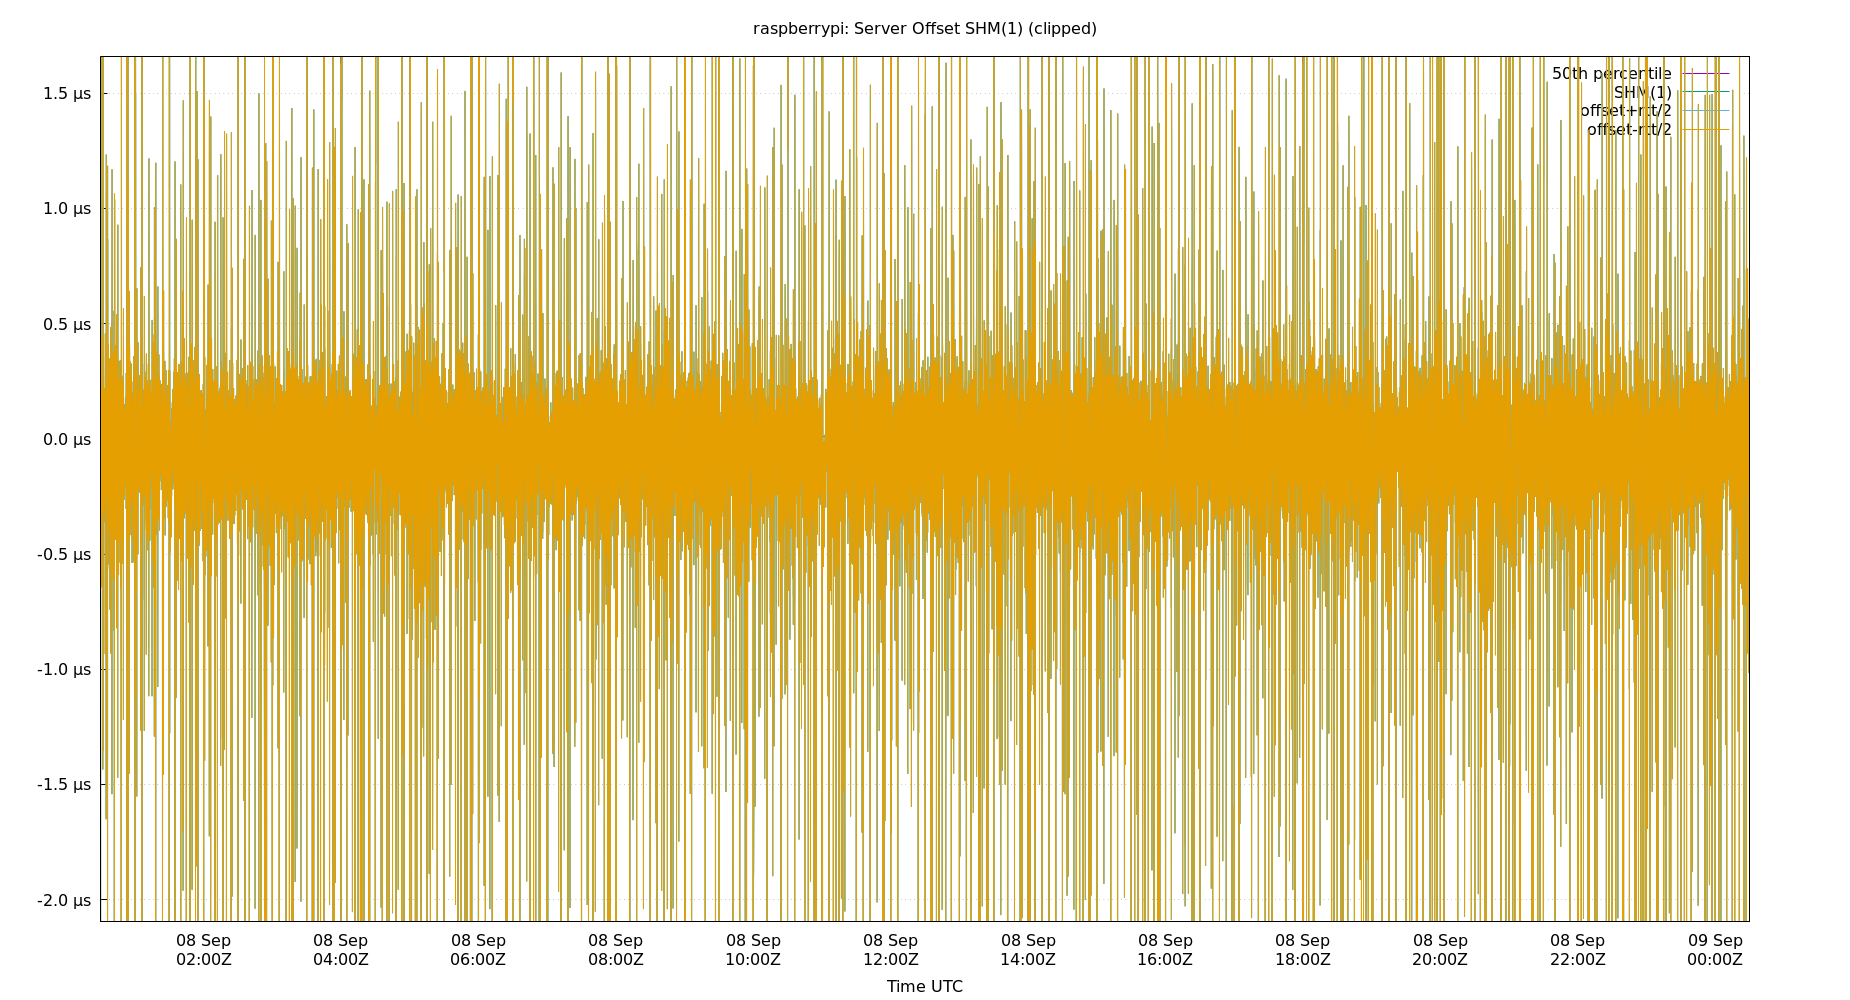 raspberrypi: Server Offset SHM(1) (clipped)
50th percentile
SHM(1)
offset+rtt/2
offset-rtt/2
1.5 µs
1.0 µs
0.5 µs
0.0 µs
-0.5 µs
-1.0 µs
-1.5 µs
-2.0 µs
08 Sep 08 Sep 08 Sep 08 Sep 08 Sep 08 Sep 08 Sep 08 Sep 08 Sep 08 Sep 08 Sep 09 Sep
02:00Z 04:00Z 06:00Z 08:00Z 10:00Z 12:00Z 14:00Z 16:00Z 18:00Z 20:00Z 22:00Z 00:00Z
Time UTC